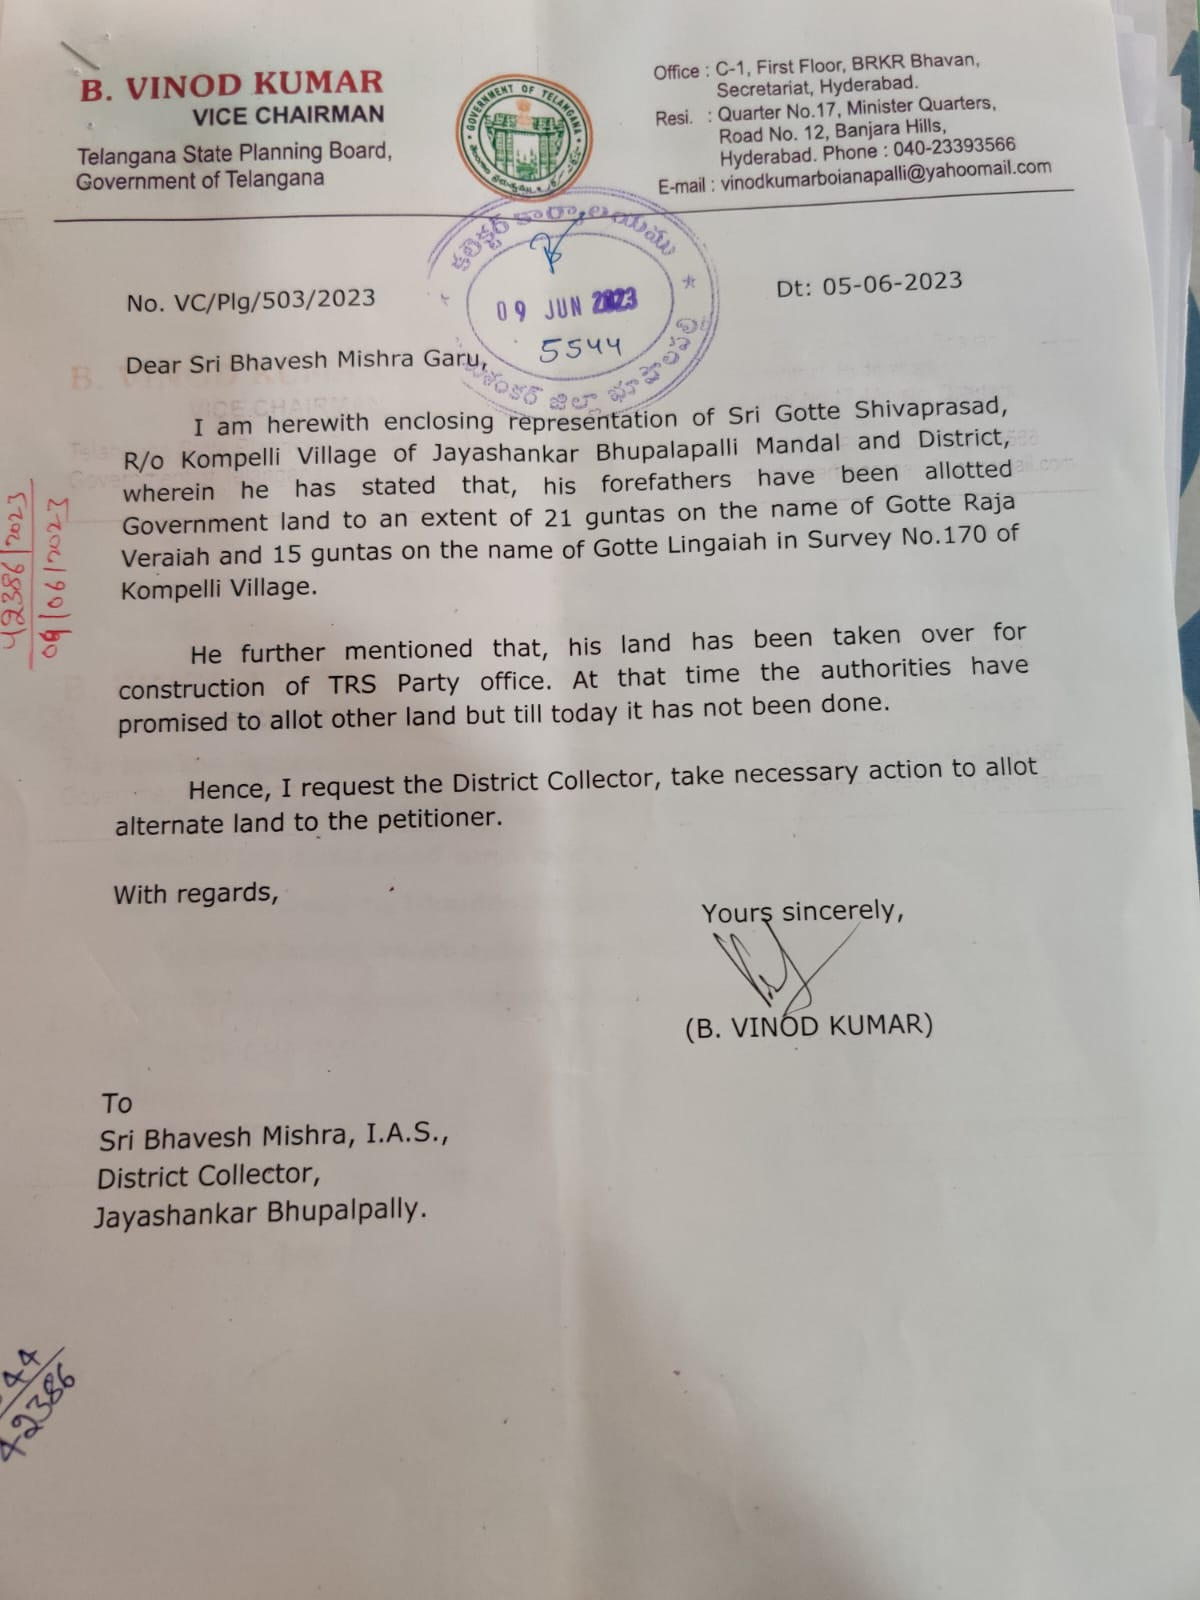 B. VINOD KUMAR
VICE CHAIRMAN
Telangana State Planning Board,
Government of Telangana
GOVERNMENT OF TELANGANA
Office : C-1, First Floor, BRKR Bhavan,
Secretariat, Hyderabad.
Resi. : Quarter No.17, Minister Quarters,
Road No. 12, Banjara Hills,
Hyderabad. Phone : 040-23393566
E-mail : vinodkumarboianapalli@yahoomail.com
కలెక్టర్ కార్యాలయము
09 JUN 2023
5544
జిల్లా
No. VC/Plg/503/2023
Dt: 05-06-2023
Dear Sri Bhavesh Mishra Garu,
I am herewith enclosing representation of Sri Gotte Shivaprasad,
R/o Kompelli Village of Jayashankar Bhupalapalli Mandal and District,
wherein he has stated that, his forefathers have been allotted
Government land to an extent of 21 guntas on the name of Gotte Raja
Veraiah and 15 guntas on the name of Gotte Lingaiah in Survey No.170 of
Kompelli Village.
42386/2023
09/06/2023
He further mentioned that, his land has been taken over for
construction of TRS Party office. At that time the authorities have
promised to allot other land but till today it has not been done.
Hence, I request the District Collector, take necessary action to allot
alternate land to the petitioner.
With regards,
Yours sincerely,
(B. VINOD KUMAR)
To
Sri Bhavesh Mishra, I.A.S.,
District Collector,
Jayashankar Bhupalpally.
44
42386